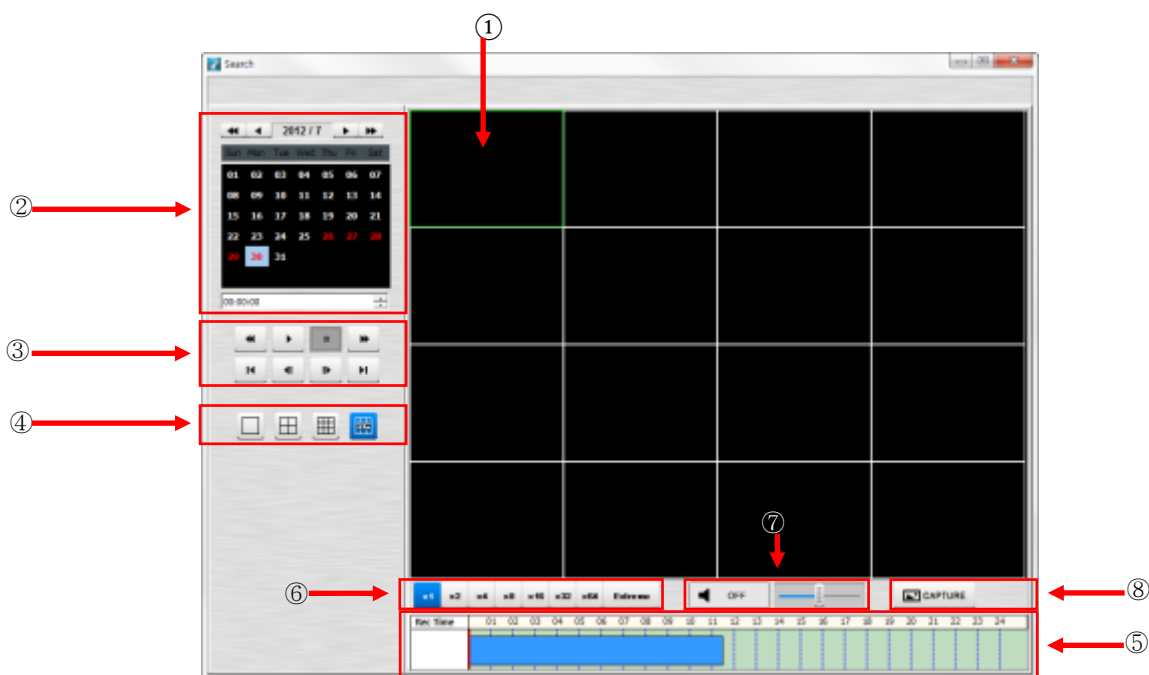 ①
Search
2012 / 7
Sun Mon Tue Wed Thu Fri Sat
01 02 03 04 05 06 07
08 09 10 11 12 13 14
15 16 17 18 19 20 21
22 23 24 25 26 27 28
29 30 31
00:00:00
②
③
④
⑦
⑥
x1 x2 x4 x8 x16 x32 x64 Extreme
OFF
CAPTURE
⑧
Rec Time 01 02 03 04 05 06 07 08 09 10 11 12 13 14 15 16 17 18 19 20 21 22 23 24
⑤